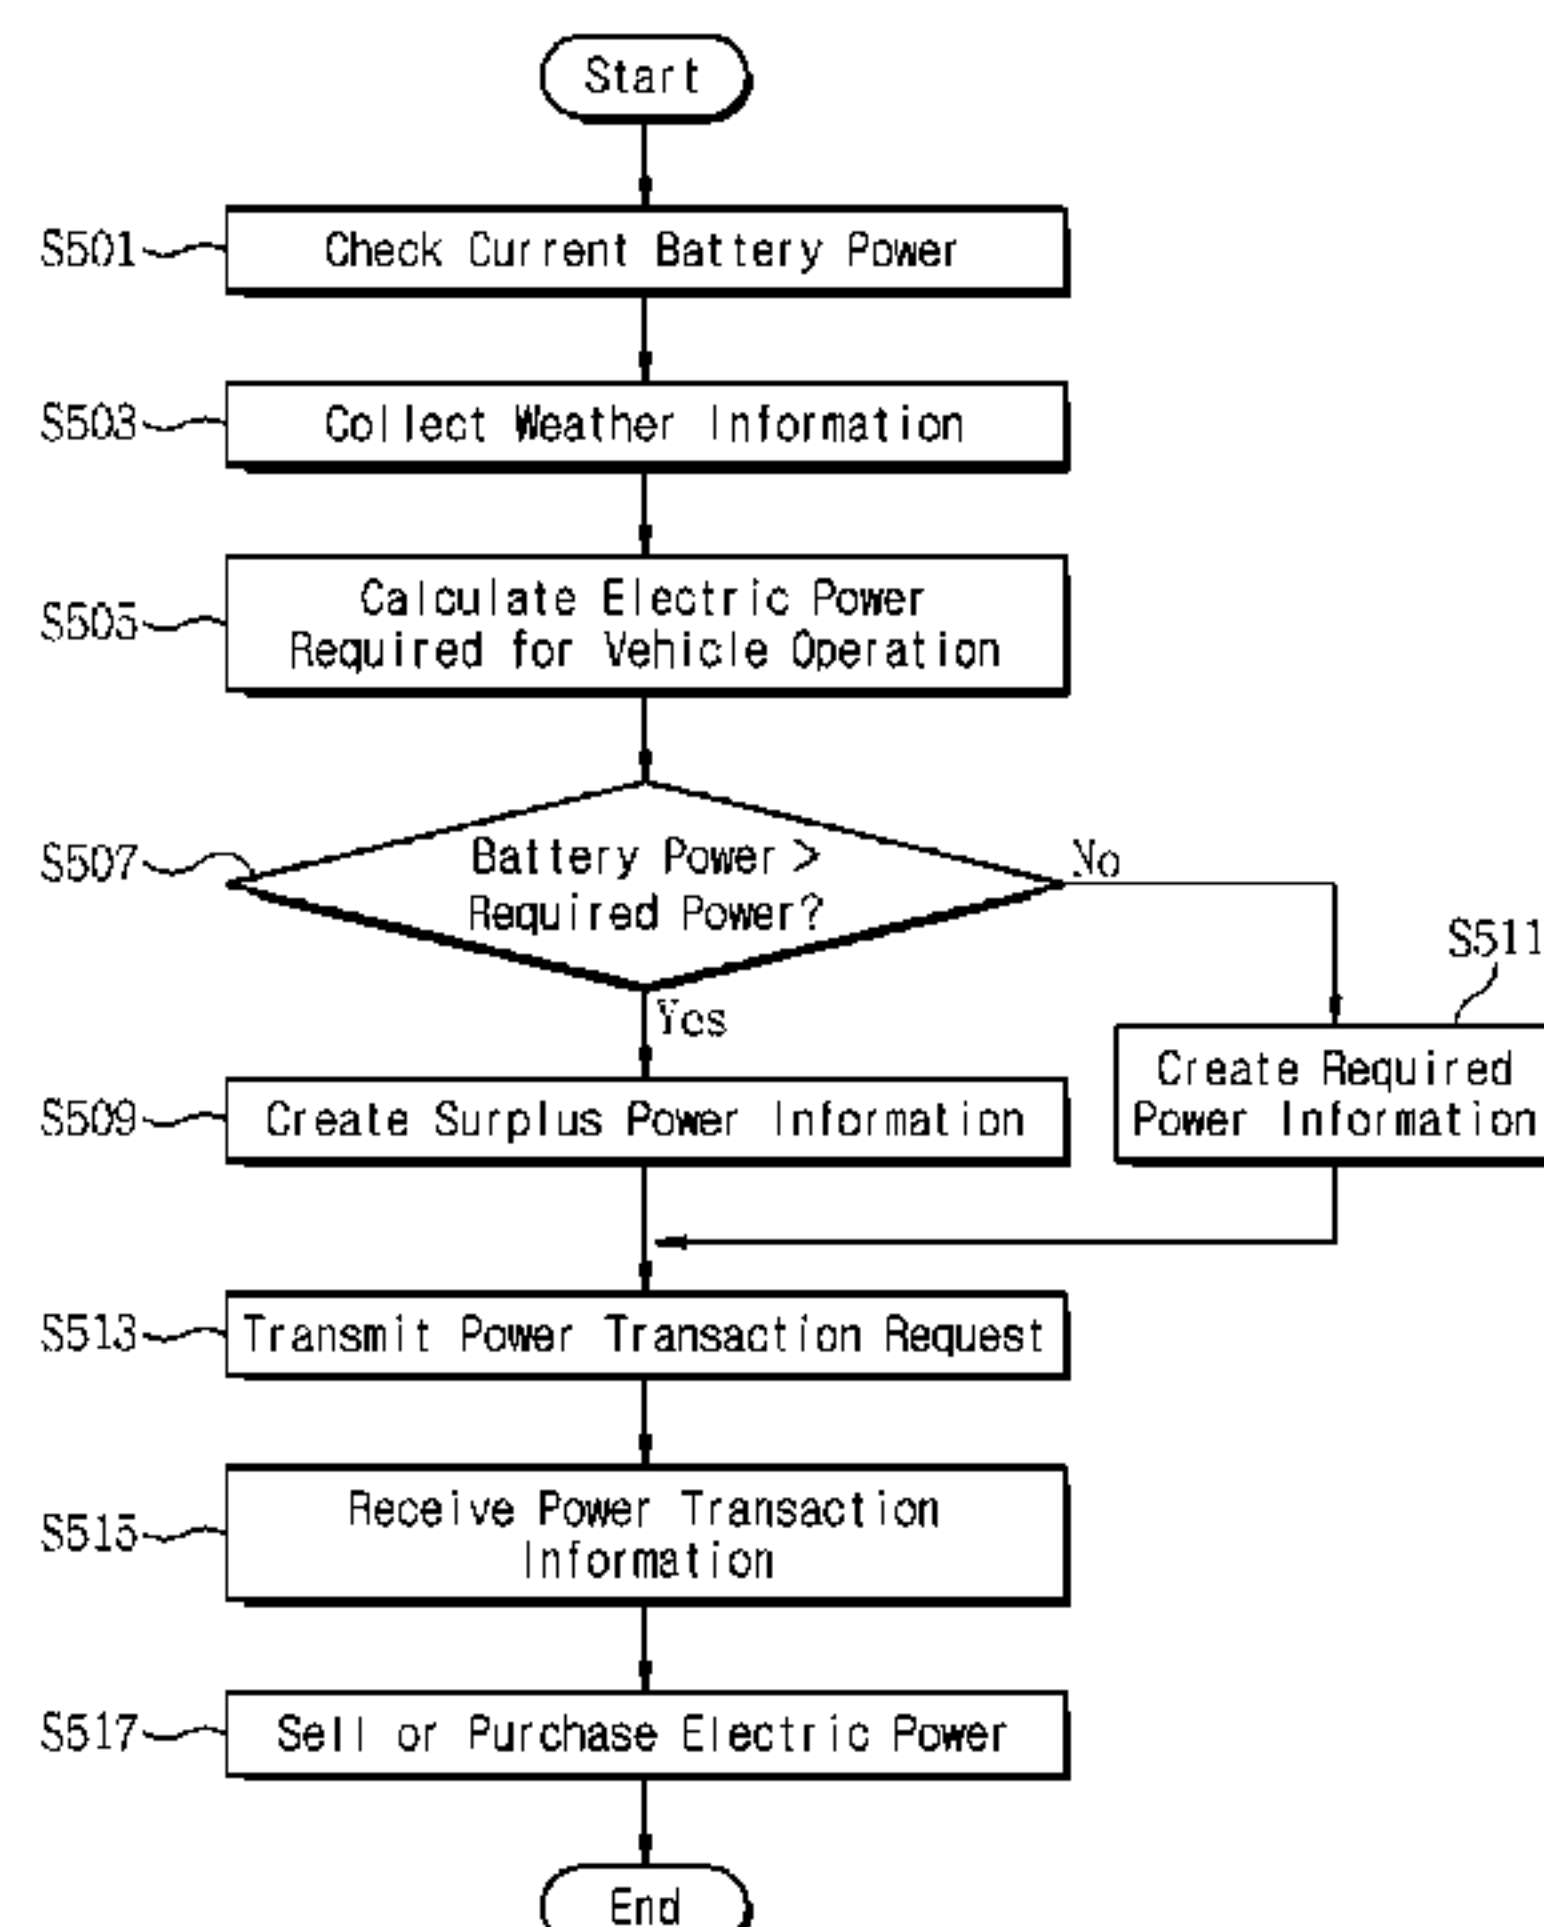 Start
S501
Check Current Battery Power
S503
Collect Weather Information
S505
Calculate Electric Power
Required for Vehicle Operation
S507
Battery Power >
Required Power?
No
Yes
S511
Create Required
Power Information
S509
Create Surplus Power Information
S513
Transmit Power Transaction Request
S515
Receive Power Transaction
Information
S517
Sell or Purchase Electric Power
End